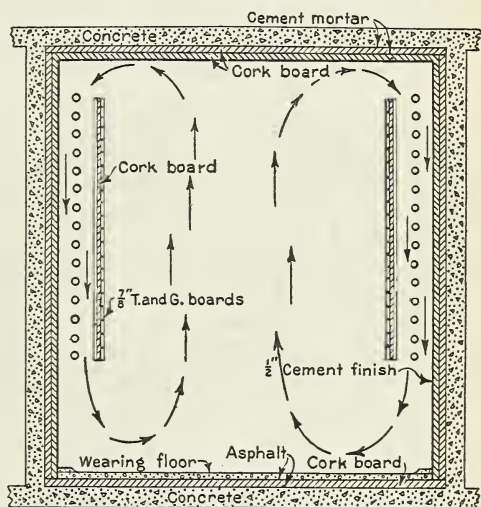 Cement mortar
Concrete
Cork board
Cork board
7/8" T. and G. boards
1/2"
Cement finish
Wearing floor
Asphalt
Cork board
Concrete